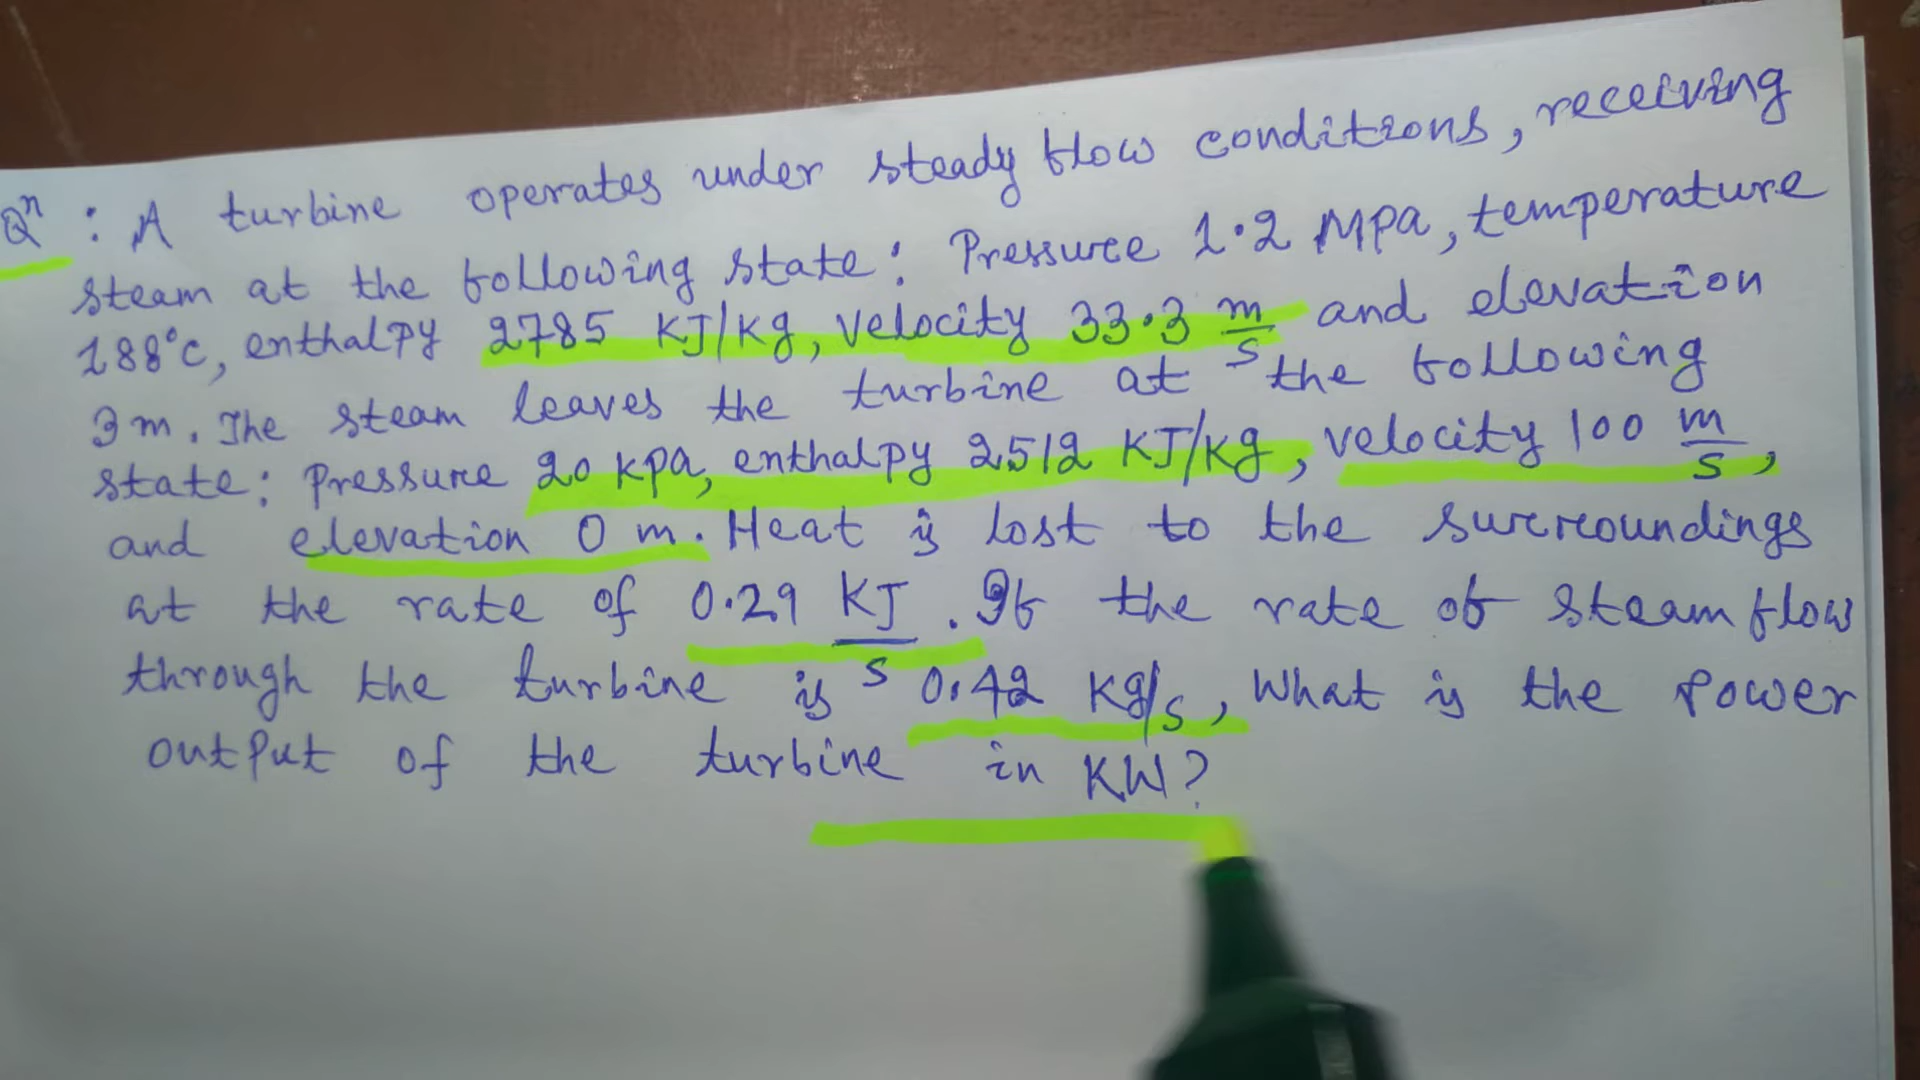 Qn : A turbine operates under steady flow conditions, receiving
steam at the following state: Pressure 1.2 MPa, temperature
188°c, enthalpy 2785 KJ/kg, velocity 33.3 m/s and elevation
3 m. The steam leaves the turbine at the following
state: Pressure 20 kpa, enthalpy 2512 KJ/kg, velocity 100 m/s,
and elevation 0 m. Heat is lost to the surroundings
at the rate of 0.29 KJ/s. If the rate of steam flow
through the turbine is 0.42 kg/s, What is the Power
output of the turbine in KW?